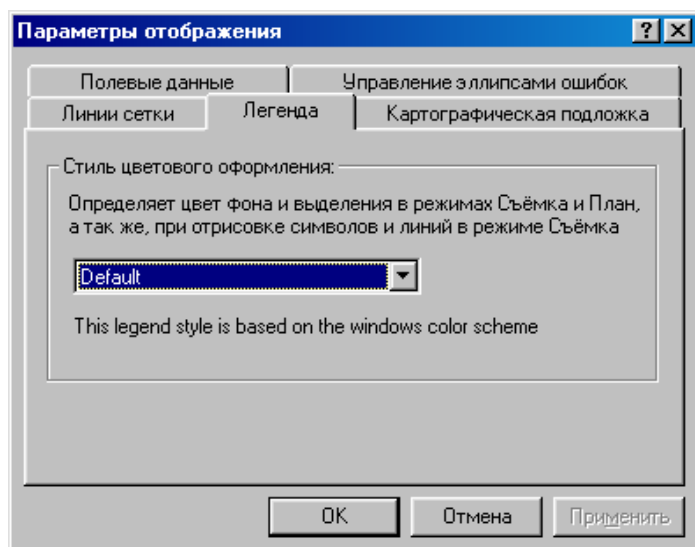 Параметры отображения
Полевые данные
Управление эллипсами ошибок
Линии сетки
Легенда
Картографическая подложка
Стиль цветового оформления:
Определяет цвет фона и выделения в режимах Съёмка и План,
а так же, при отрисовке символов и линий в режиме Съёмка
Default
This legend style is based on the windows color scheme
OK
Отмена
Применить